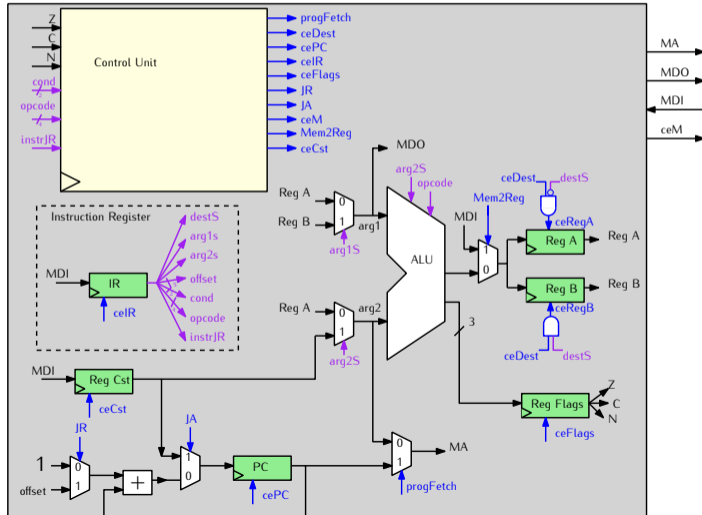 Z
C
N
cond
2
opcode
4
instrJR
Control Unit
progFetch
ceDest
cePC
ceIR
ceFlags
JR
JA
ceM
Mem2Reg
ceCst
MA
MDO
MDI
ceM
MDO
arg2S
opcode
ceDest
destS
Mem2Reg
Reg A
0
Reg B
1
arg1
arg1S
MDI
1
0
ceRegA
Reg A
Reg A
ALU
Reg B
Reg B
ceRegB
ceDest
destS
Instruction Register
destS
arg1s
arg2s
offset
cond
opcode
instrJR
MDI
IR
ceIR
Reg A
0
1
arg2
arg2S
3
MDI
Reg Cst
ceCst
Reg Flags
Z
C
N
ceFlags
JR
JA
1
0
offset
1
+
1
0
PC
cePC
0
1
MA
progFetch